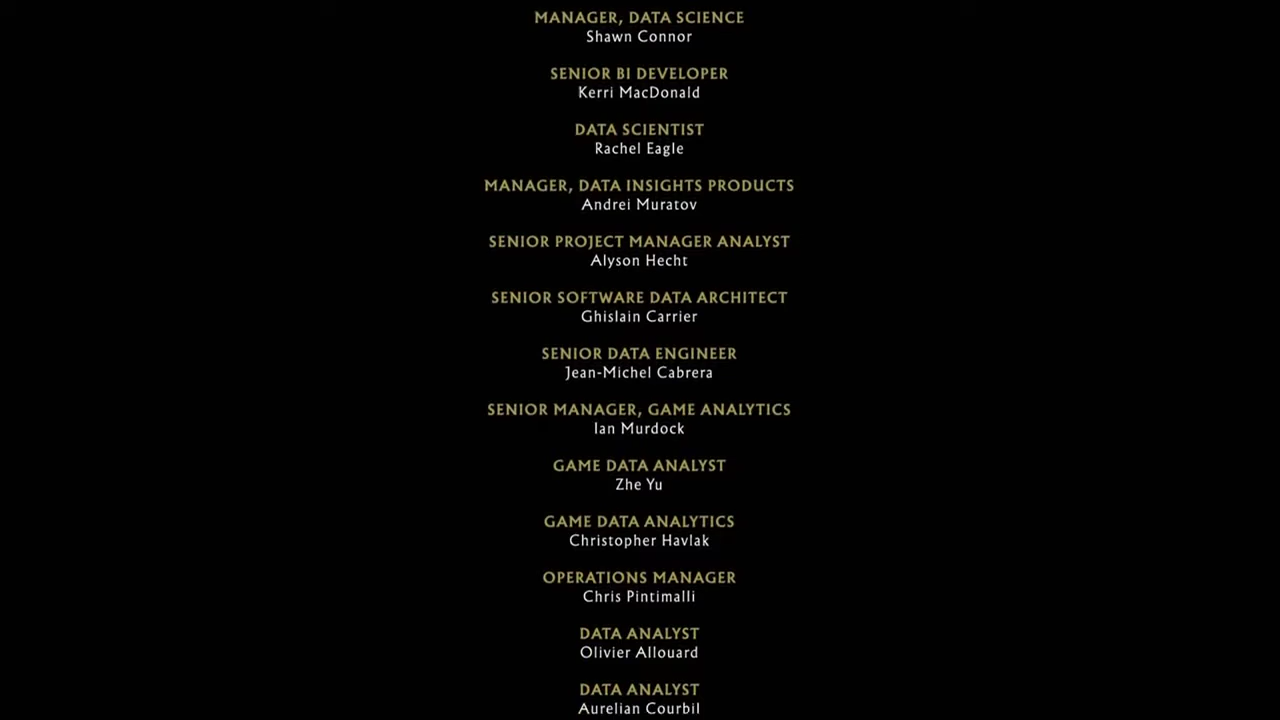 MANAGER, DATA SCIENCE
Shawn Connor
SENIOR BI DEVELOPER
Kerri MacDonald
DATA SCIENTIST
Rachel Eagle
MANAGER, DATA INSIGHTS PRODUCTS
Andrei Muratov
SENIOR PROJECT MANAGER ANALYST
Alyson Hecht
SENIOR SOFTWARE DATA ARCHITECT
Ghislain Carrier
SENIOR DATA ENGINEER
Jean-Michel Cabrera
SENIOR MANAGER, GAME ANALYTICS
Ian Murdock
GAME DATA ANALYST
Zhe Yu
GAME DATA ANALYTICS
Christopher Havlak
OPERATIONS MANAGER
Chris Pintimalli
DATA ANALYST
Olivier Allouard
DATA ANALYST
Aurelian Courbil